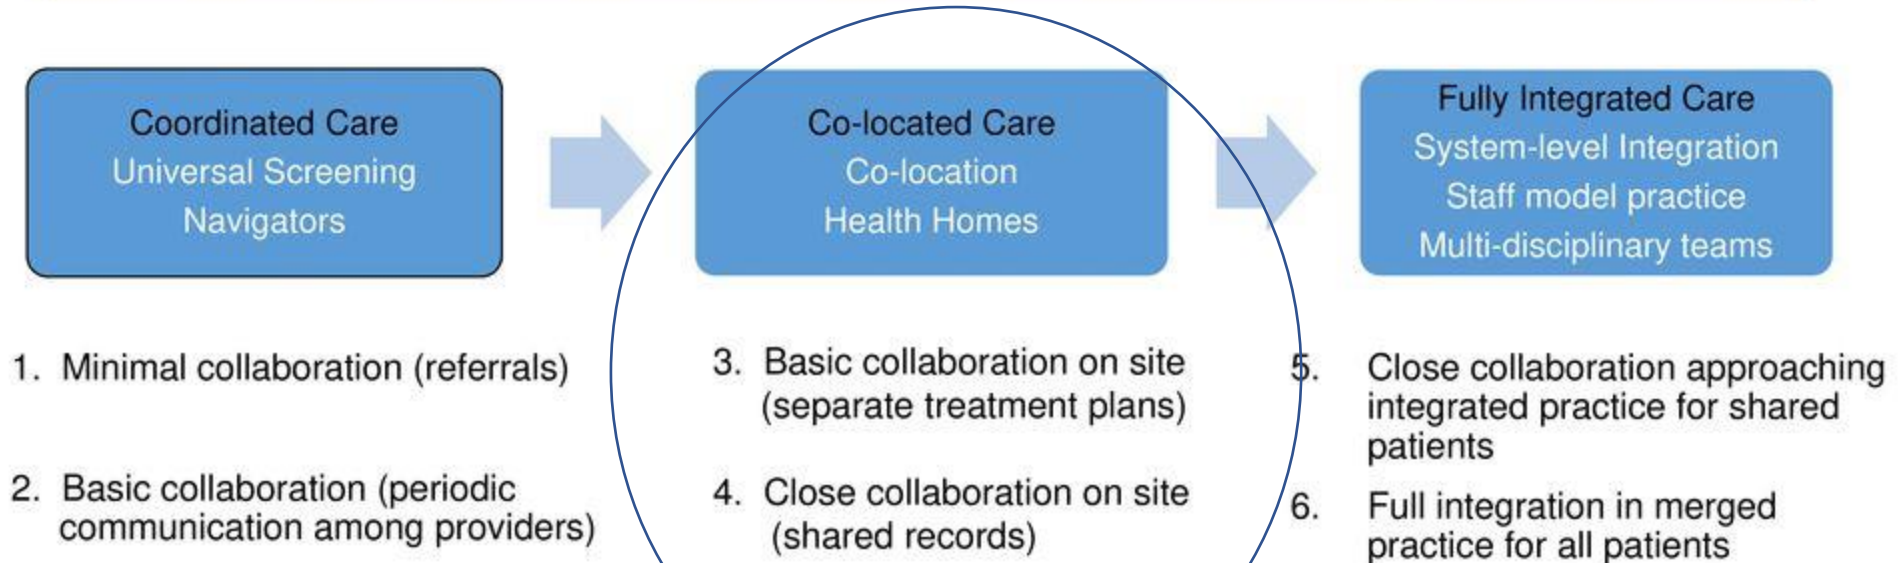 Coordinated Care
Universal Screening
Navigators
Co-located Care
Co-location
Health Homes
Fully Integrated Care
System-level Integration
Staff model practice
Multi-disciplinary teams
1. Minimal collaboration (referrals)
2. Basic collaboration (periodic
communication among providers)
3. Basic collaboration on site
(separate treatment plans)
4. Close collaboration on site
(shared records)
5. Close collaboration approaching
integrated practice for shared
patients
6. Full integration in merged
practice for all patients